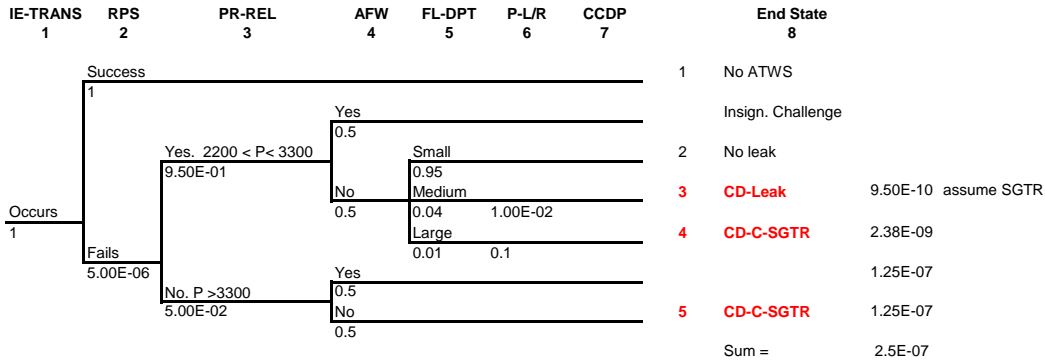 IE-TRANS RPS PR-REL AFW FL-DPT P-L/R CCDP End State
1 2 3 4 5 6 7 8
Success 1 No ATWS
1
Yes Insign. Challenge
0.5
Yes. 2200 < P< 3300 Small 2 No leak
9.50E-01 0.95
No Medium 3 CD-Leak 9.50E-10 assume SGTR
Occurs 0.5 0.04 1.00E-02
1 Large 4 CD-C-SGTR 2.38E-09
Fails 0.01 0.1
5.00E-06 Yes 1.25E-07
No. P >3300 0.5
5.00E-02 No 5 CD-C-SGTR 1.25E-07
0.5
Sum = 2.5E-07